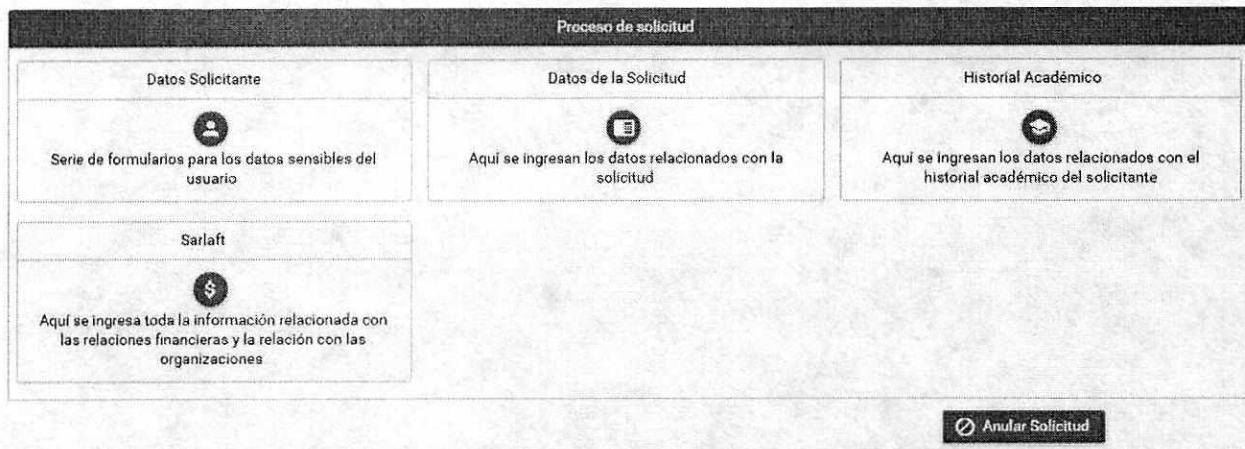 Proceso de solicitud
Datos Solicitante
Serie de formularios para los datos sensibles del
usuario
Datos de la Solicitud
Aquí se ingresan los datos relacionados con la
solicitud
Historial Académico
Aquí se ingresan los datos relacionados con el
historial académico del solicitante
Sarlaft
$
Aquí se ingresa toda la información relacionada con
las relaciones financieras y la relación con las
organizaciones
Anular Solicitud